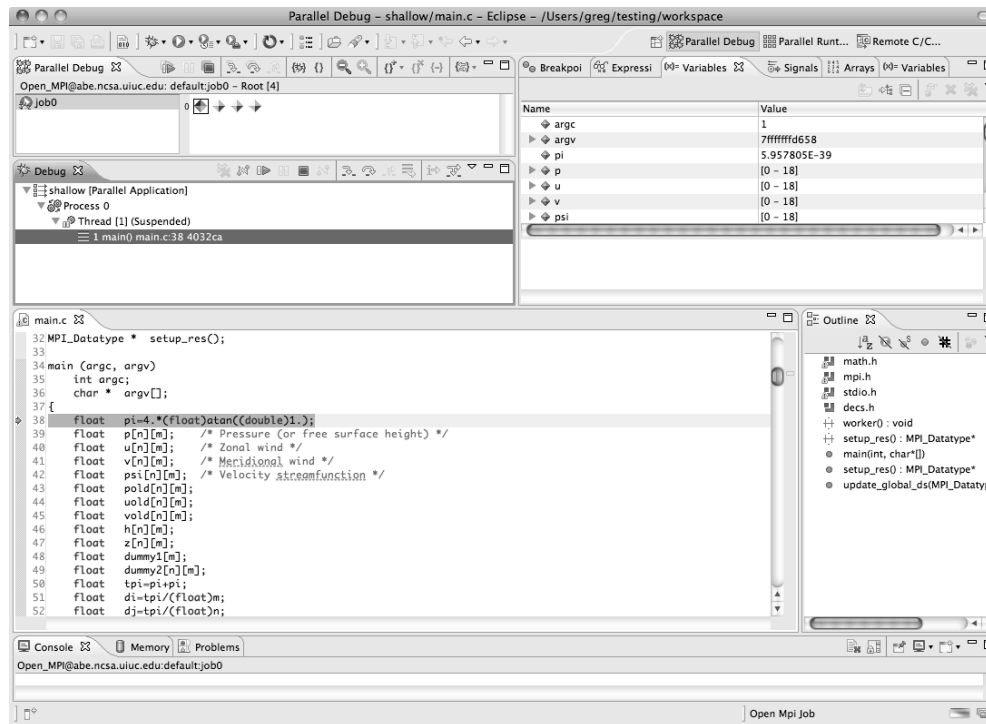 Parallel Debug - shallow/main.c - Eclipse - /Users/greg/testing/workspace
Parallel Debug Parallel Runt... Remote C/C...
Parallel Debug
Open_MPI@abe.ncsa.uiuc.edu: default:job0 - Root [4]
job0
0
Breakpoi Expressi (x)= Variables Signals Arrays (x)= Variables
Name Value
argc 1
argv 7fffffffd658
pi 5.957805E-39
p [0 - 18]
u [0 - 18]
v [0 - 18]
psi [0 - 18]
Debug
shallow [Parallel Application]
Process 0
Thread [1] (Suspended)
1 main() main.c:38 4032ca
main.c
32 MPI_Datatype * setup_res();
33
34 main (argc, argv)
35 int argc;
36 char * argv[];
37 {
38 float pi=4.*(float)atan((double)1.);
39 float p[n][m]; /* Pressure (or free surface height) */
40 float u[n][m]; /* Zonal wind */
41 float v[n][m]; /* Meridional wind */
42 float psi[n][m]; /* Velocity streamfunction */
43 float pold[n][m];
44 float uold[n][m];
45 float vold[n][m];
46 float h[n][m];
47 float z[n][m];
48 float dummy1[m];
49 float dummy2[n][m];
50 float tpi=pi+pi;
51 float di=tpi/(float)m;
52 float dj=tpi/(float)n;
Outline
math.h
mpi.h
stdio.h
decs.h
worker() : void
setup_res() : MPI_Datatype*
main(int, char*[])
setup_res() : MPI_Datatype*
update_global_ds(MPI_Dataty
Console Memory Problems
Open_MPI@abe.ncsa.uiuc.edu:default:job0
Open Mpi Job